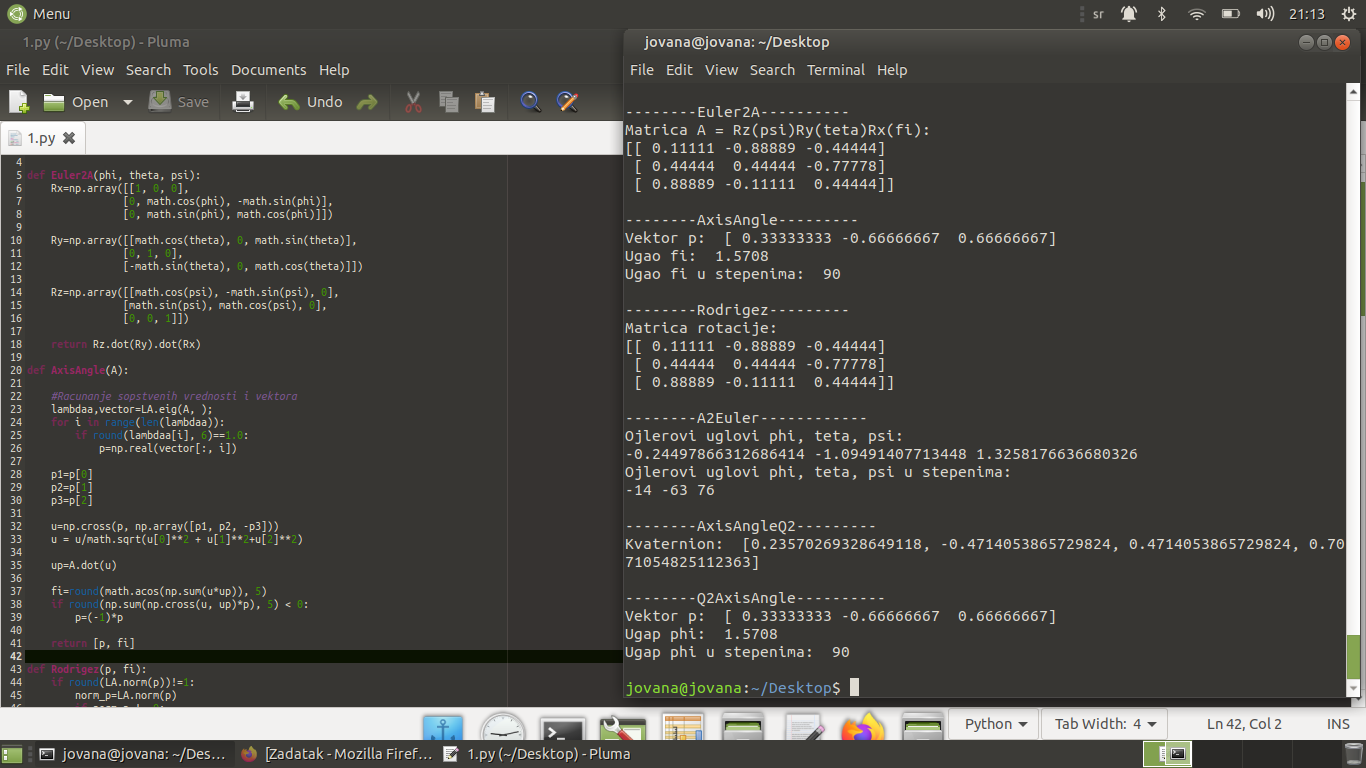 Menu
sr
21:13
1.py (~/Desktop) - Pluma
File Edit View Search Tools Documents Help
Open Save Undo
1.py
4
5 def Euler2A(phi, theta, psi):
6 Rx=np.array([[1, 0, 0],
7 [0, math.cos(phi), -math.sin(phi)],
8 [0, math.sin(phi), math.cos(phi)]])
9
10 Ry=np.array([[math.cos(theta), 0, math.sin(theta)],
11 [0, 1, 0],
12 [-math.sin(theta), 0, math.cos(theta)]])
13
14 Rz=np.array([[math.cos(psi), -math.sin(psi), 0],
15 [math.sin(psi), math.cos(psi), 0],
16 [0, 0, 1]])
17
18 return Rz.dot(Ry).dot(Rx)
19
20 def AxisAngle(A):
21
22 #Racunanje sopstvenih vrednosti i vektora
23 lambdaa,vector=LA.eig(A, );
24 for i in range(len(lambdaa)):
25 if round(lambdaa[i], 6)==1.0:
26 p=np.real(vector[:, i])
27
28 p1=p[0]
29 p2=p[1]
30 p3=p[2]
31
32 u=np.cross(p, np.array([p1, p2, -p3]))
33 u = u/math.sqrt(u[0]**2 + u[1]**2+u[2]**2)
34
35 up=A.dot(u)
36
37 fi=round(math.acos(np.sum(u*up)), 5)
38 if round(np.sum(np.cross(u, up)*p), 5) < 0:
39 p=(-1)*p
40
41 return [p, fi]
42
43 def Rodrigez(p, fi):
44 if round(LA.norm(p))!=1:
45 norm_p=LA.norm(p)
jovana@jovana: ~/Desktop
File Edit View Search Terminal Help
--------Euler2A----------
Matrica A = Rz(psi)Ry(teta)Rx(fi):
[[ 0.11111 -0.88889 -0.44444]
[ 0.44444 0.44444 -0.77778]
[ 0.88889 -0.11111 0.44444]]
--------AxisAngle---------
Vektor p: [ 0.33333333 -0.66666667 0.66666667]
Ugao fi: 1.5708
Ugao fi u stepenima: 90
--------Rodrigez---------
Matrica rotacije:
[[ 0.11111 -0.88889 -0.44444]
[ 0.44444 0.44444 -0.77778]
[ 0.88889 -0.11111 0.44444]]
--------A2Euler------------
Ojlerovi uglovi phi, teta, psi:
-0.24497866312686414 -1.09491407713448 1.3258176636680326
Ojlerovi uglovi phi, teta, psi u stepenima:
-14 -63 76
--------AxisAngleQ2---------
Kvaternion: [0.23570269328649118, -0.4714053865729824, 0.4714053865729824, 0.70
71054825112363]
--------Q2AxisAngle----------
Vektor p: [ 0.33333333 -0.66666667 0.66666667]
Ugap phi: 1.5708
Ugap phi u stepenima: 90
jovana@jovana:~/Desktop$
Python Tab Width: 4 Ln 42, Col 2 INS
jovana@jovana: ~/Des... [Zadatak - Mozilla Firef... 1.py (~/Desktop) - Pluma